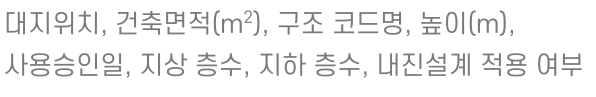 대지위치, 건축면적(m²), 구조 코드명, 높이(m),
사용승인일, 지상 층수, 지하 층수, 내진설계 적용 여부